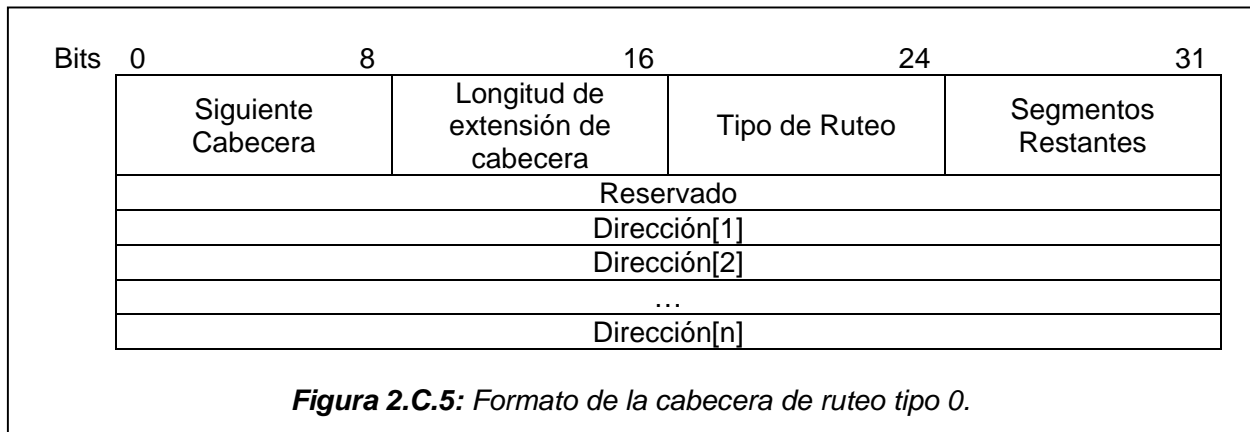 Bits 0 8 16 24 31
Siguiente Cabecera
Longitud de extensión de cabecera
Tipo de Ruteo
Segmentos Restantes
Reservado
Dirección[1]
Dirección[2]
…
Dirección[n]
Figura 2.C.5: Formato de la cabecera de ruteo tipo 0.